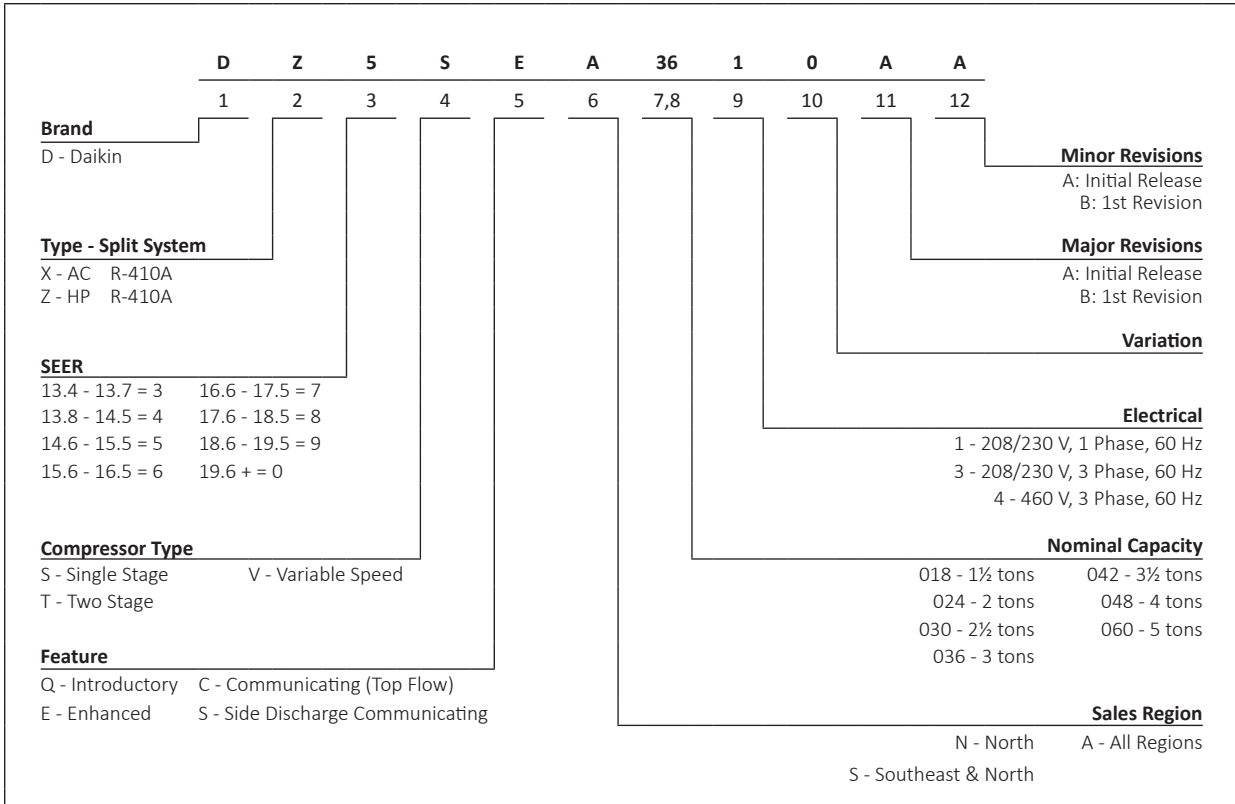 D Z 5 S E A 36 1 0 A A
1 2 3 4 5 6 7,8 9 10 11 12
Brand
D - Daikin
Type - Split System
X - AC R-410A
Z - HP R-410A
SEER
13.4 - 13.7 = 3 16.6 - 17.5 = 7
13.8 - 14.5 = 4 17.6 - 18.5 = 8
14.6 - 15.5 = 5 18.6 - 19.5 = 9
15.6 - 16.5 = 6 19.6 + = 0
Compressor Type
S - Single Stage V - Variable Speed
T - Two Stage
Feature
Q - Introductory C - Communicating (Top Flow)
E - Enhanced S - Side Discharge Communicating
Minor Revisions
A: Initial Release
B: 1st Revision
Major Revisions
A: Initial Release
B: 1st Revision
Variation
Electrical
1 - 208/230 V, 1 Phase, 60 Hz
3 - 208/230 V, 3 Phase, 60 Hz
4 - 460 V, 3 Phase, 60 Hz
Nominal Capacity
018 - 1½ tons 042 - 3½ tons
024 - 2 tons 048 - 4 tons
030 - 2½ tons 060 - 5 tons
036 - 3 tons
Sales Region
N - North A - All Regions
S - Southeast & North